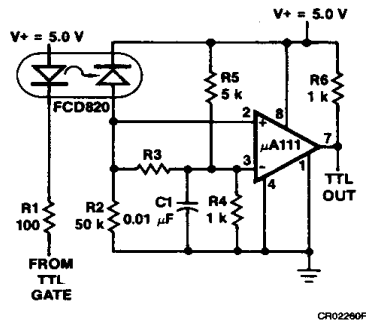 V+ = 5.0 V
V+ = 5.0 V
FCD820
R5
5 k
R6
1 k
2
+
8
μA111
7
3
-
4
1
TTL
OUT
R3
R1
100
R2
50 k
C1
0.01 μF
R4
1 k
FROM
TTL
GATE
CR02260F